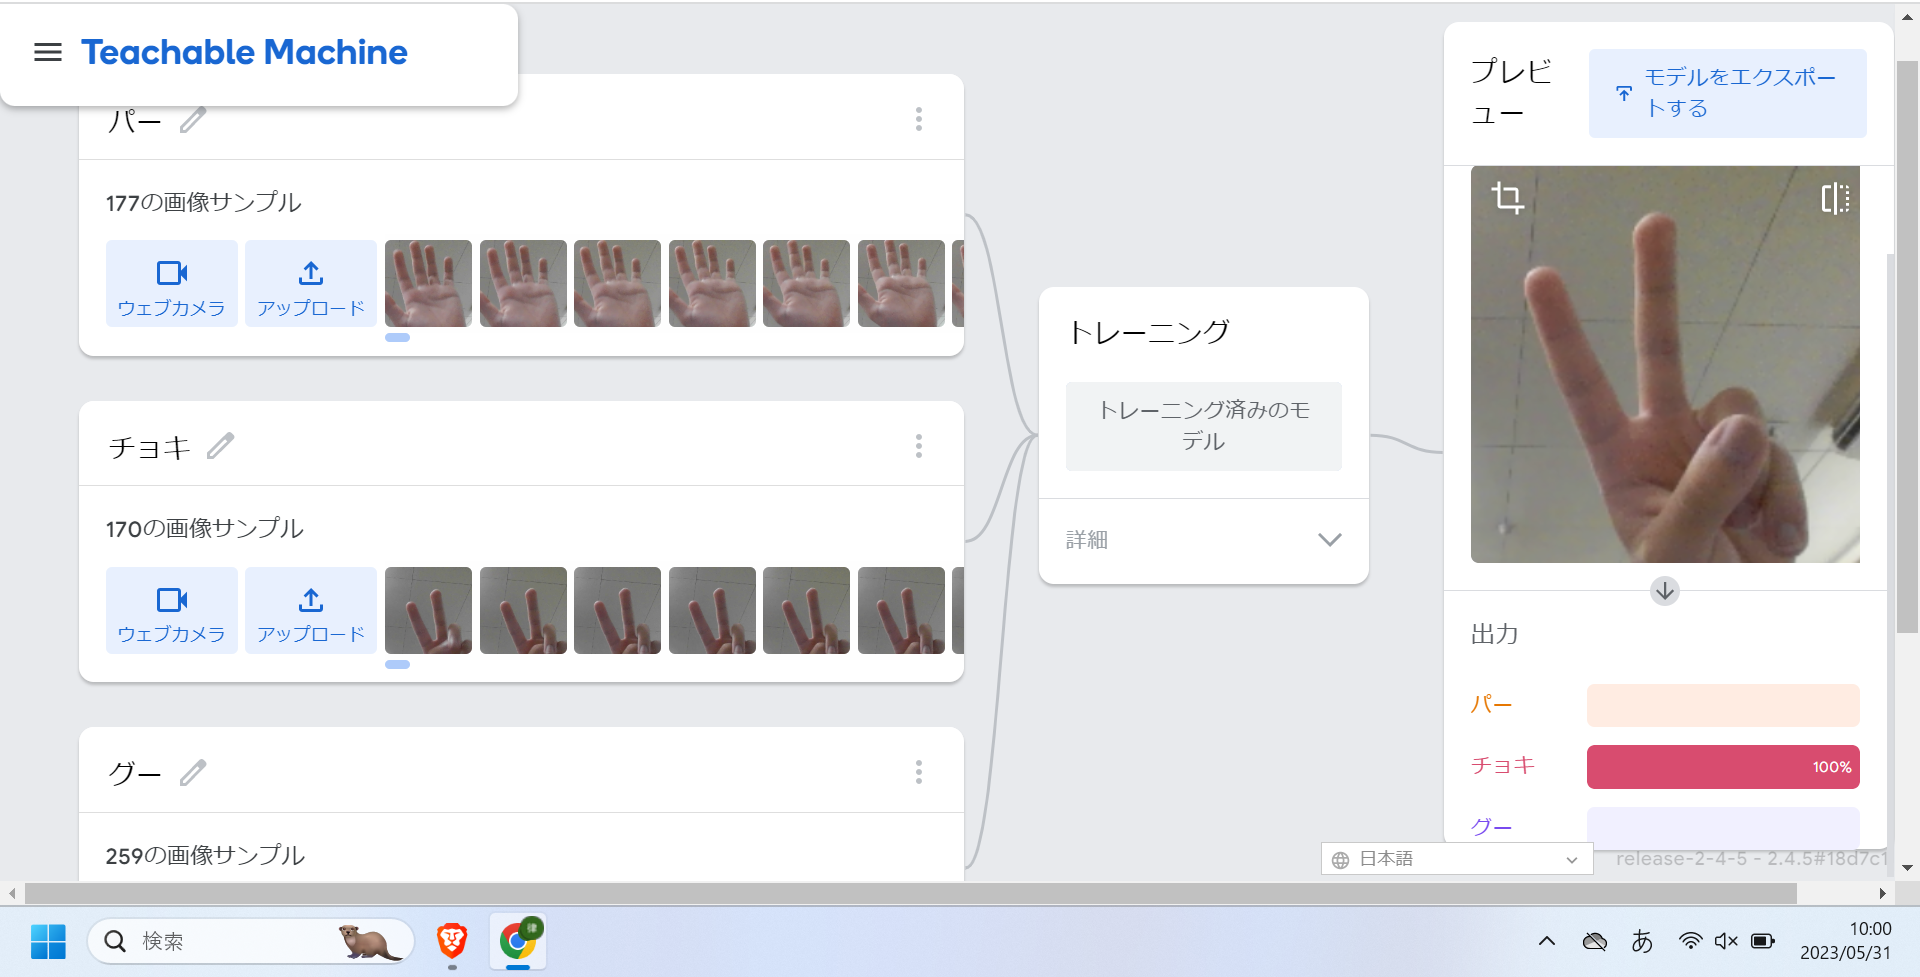 Teachable Machine
パー
177の画像サンプル
ウェブカメラ
アップロード
チョキ
170の画像サンプル
ウェブカメラ
アップロード
グー
259の画像サンプル
トレーニング
トレーニング済みのモ
デル
詳細
プレビ
ュー
モデルをエクスポー
トする
出力
パー
チョキ
100%
グー
日本語
release-2-4-5 - 2.4.5#18d7c1
検索
律
あ
10:00
2023/05/31